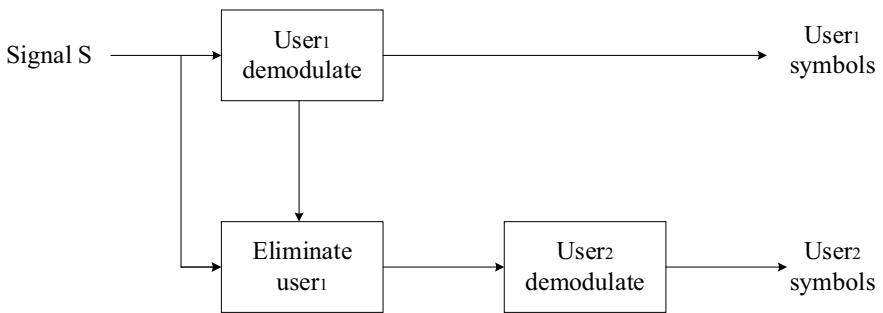 Signal S
User1
demodulate
User1
symbols
Eliminate
user1
User2
demodulate
User2
symbols